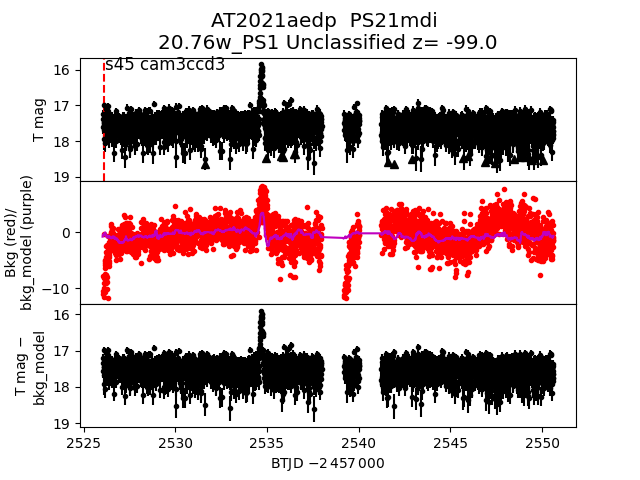 AT2021aedp  PS21mdi
20.76w_PS1 Unclassified z= -99.0
s45 cam3ccd3
16
17
18
19
T mag
0
−10
Bkg (red)/
bkg_model (purple)
16
17
18
19
T mag −
bkg_model
2525
2530
2535
2540
2545
2550
BTJD −2 457 000